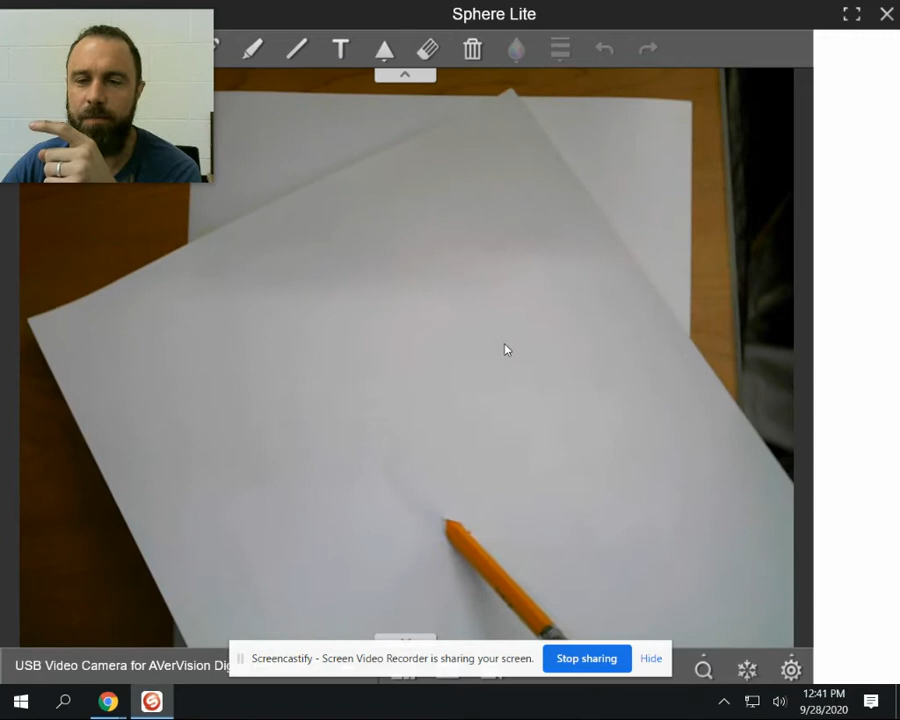 Sphere Lite
T
USB Video Camera for AVerVision Dig
Screencastify - Screen Video Recorder is sharing your screen.
Stop sharing
Hide
12:41 PM
9/28/2020